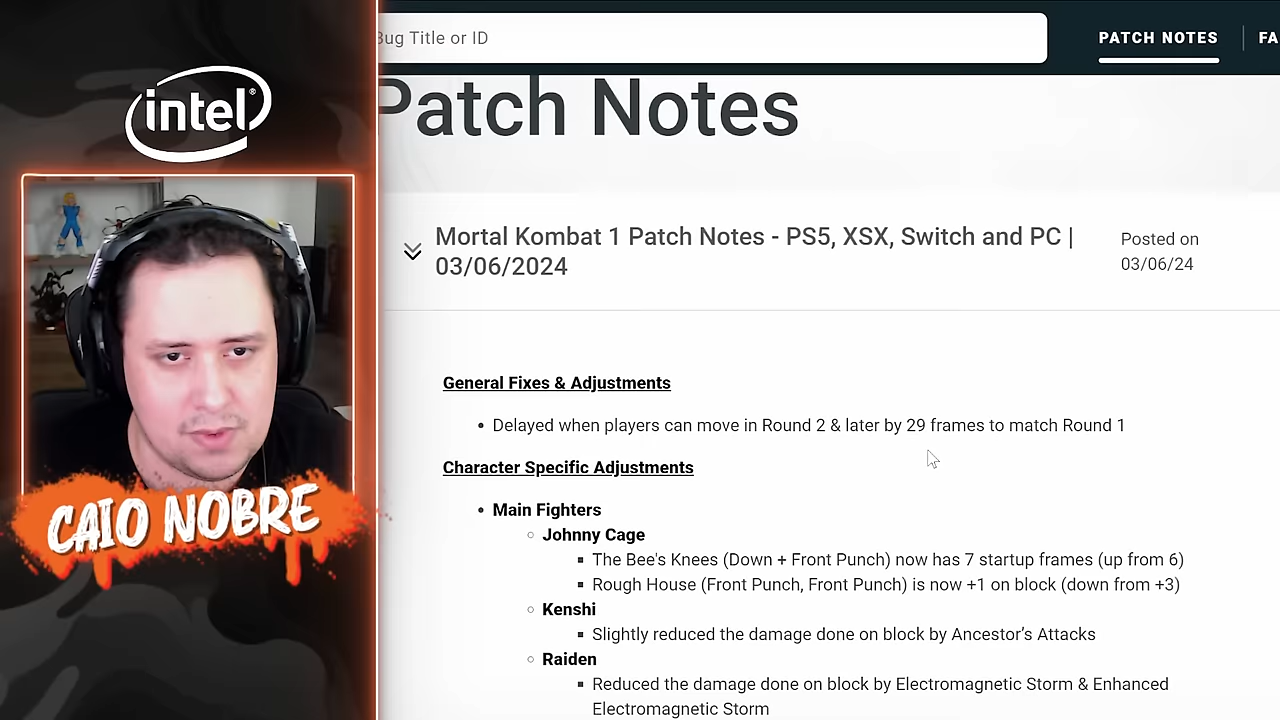 intel®
CAIO NOBRE
Bug Title or ID
PATCH NOTES
FA
Patch Notes
Mortal Kombat 1 Patch Notes - PS5, XSX, Switch and PC |
03/06/2024
Posted on
03/06/24
General Fixes & Adjustments
• Delayed when players can move in Round 2 & later by 29 frames to match Round 1
Character Specific Adjustments
• Main Fighters
○ Johnny Cage
▪ The Bee's Knees (Down + Front Punch) now has 7 startup frames (up from 6)
▪ Rough House (Front Punch, Front Punch) is now +1 on block (down from +3)
○ Kenshi
▪ Slightly reduced the damage done on block by Ancestor’s Attacks
○ Raiden
▪ Reduced the damage done on block by Electromagnetic Storm & Enhanced
Electromagnetic Storm